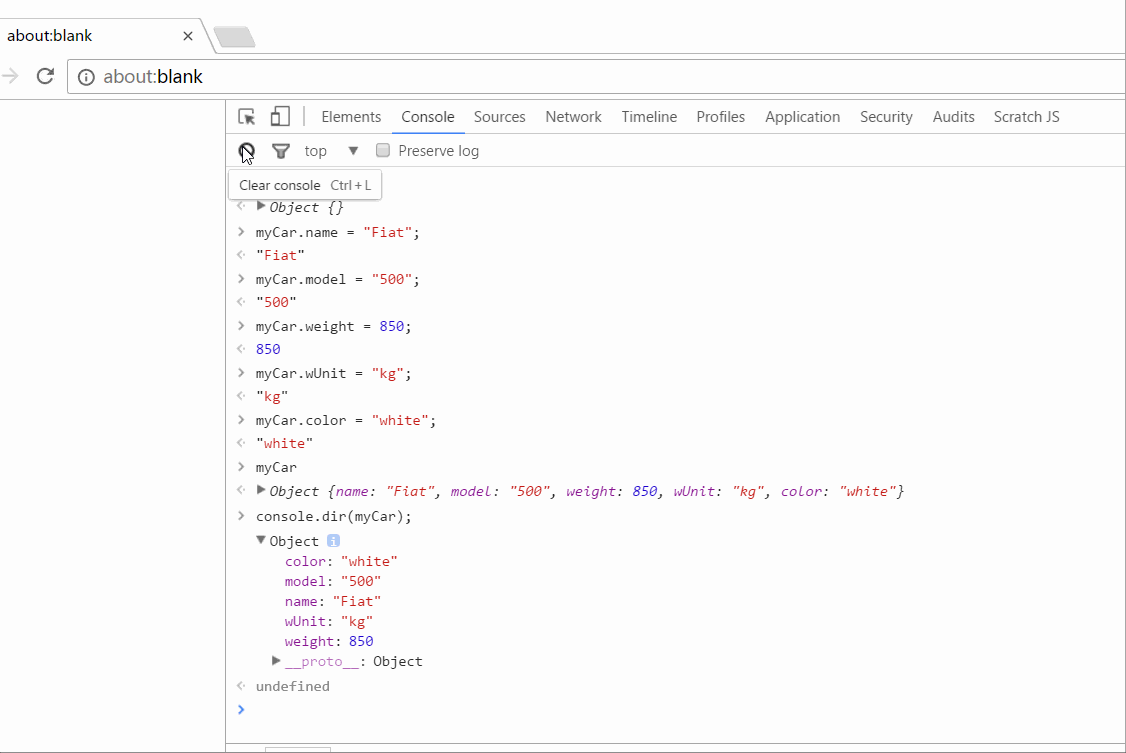 about:blank
about:blank
Elements Console Sources Network Timeline Profiles Application Security Audits Scratch JS
top Preserve log
Clear console Ctrl + L
Object {}
myCar.name = "Fiat";
"Fiat"
myCar.model = "500";
"500"
myCar.weight = 850;
850
myCar.wUnit = "kg";
"kg"
myCar.color = "white";
"white"
myCar
Object {name: "Fiat", model: "500", weight: 850, wUnit: "kg", color: "white"}
console.dir(myCar);
Object i
color: "white"
model: "500"
name: "Fiat"
wUnit: "kg"
weight: 850
__proto__: Object
undefined